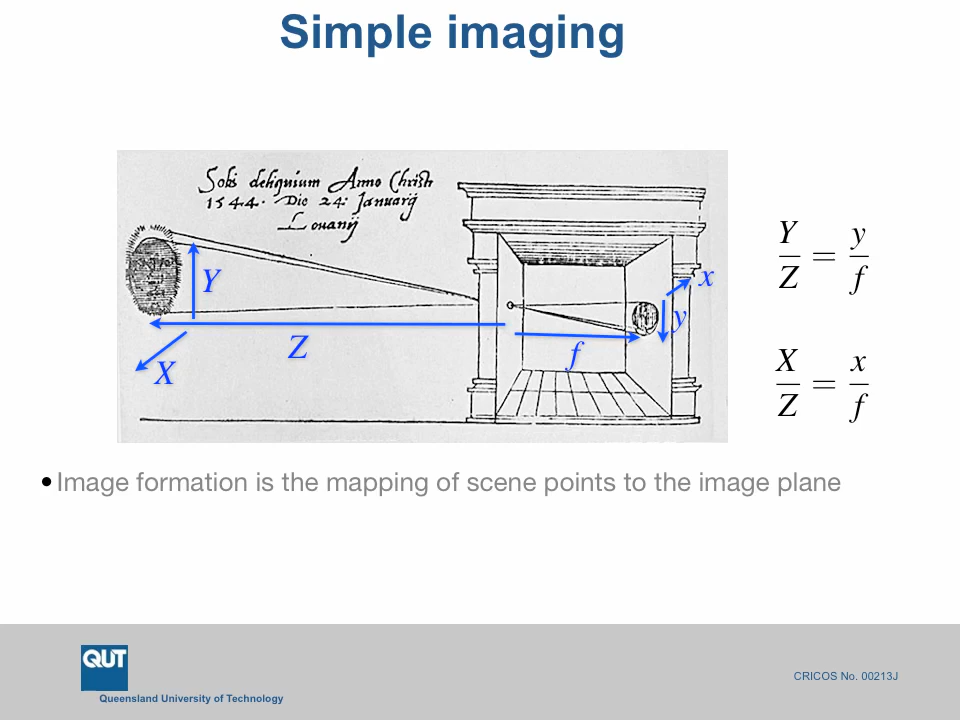 Simple imaging
Solis deliquium Anno Christi
1544. Die 24: Januarij
Louanij
Y
Z
X
f
x
y
Y/Z = y/f
X/Z = x/f
•Image formation is the mapping of scene points to the image plane
QUT
Queensland University of Technology
CRICOS No. 00213J